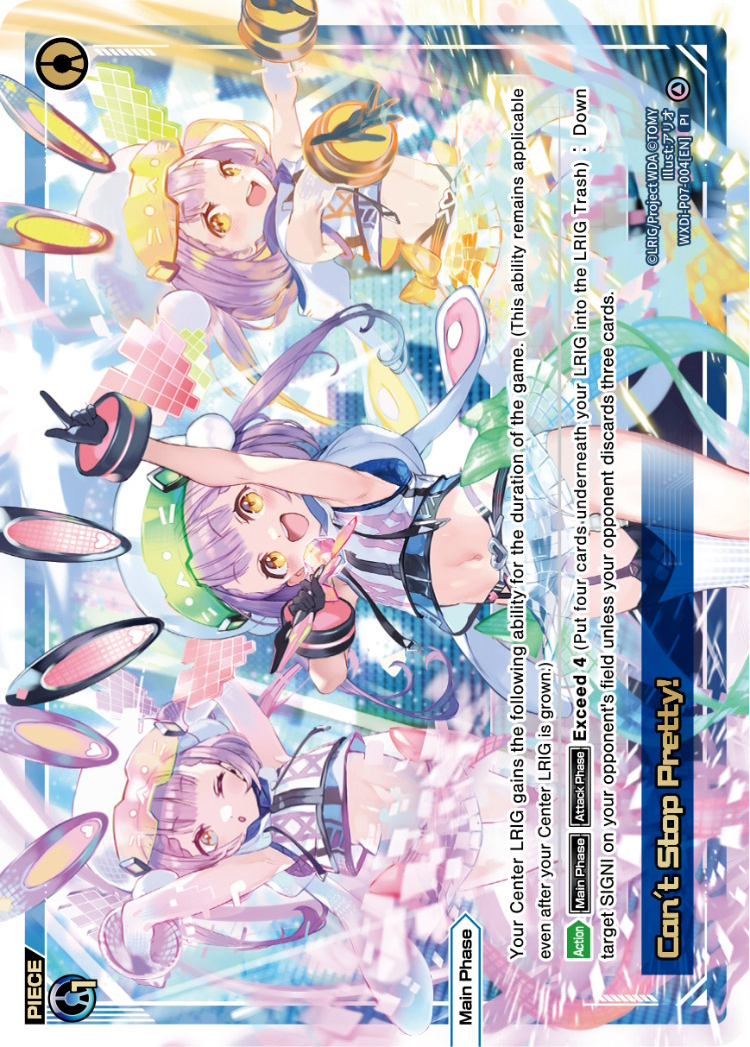 PIECE
1
Main Phase
Your Center LRIG gains the following ability for the duration of the game. (This ability remains applicable
even after your Center LRIG is grown.)
Action Main Phase Attack Phase Exceed 4 (Put four cards underneath your LRIG into the LRIG Trash) : Down
target SIGNI on your opponent's field unless your opponent discards three cards.
Can't Stop Pretty!
©LRIG/Project WDA ©TOMY
Illust:アリオ
WXDi-P07-004[EN] PI